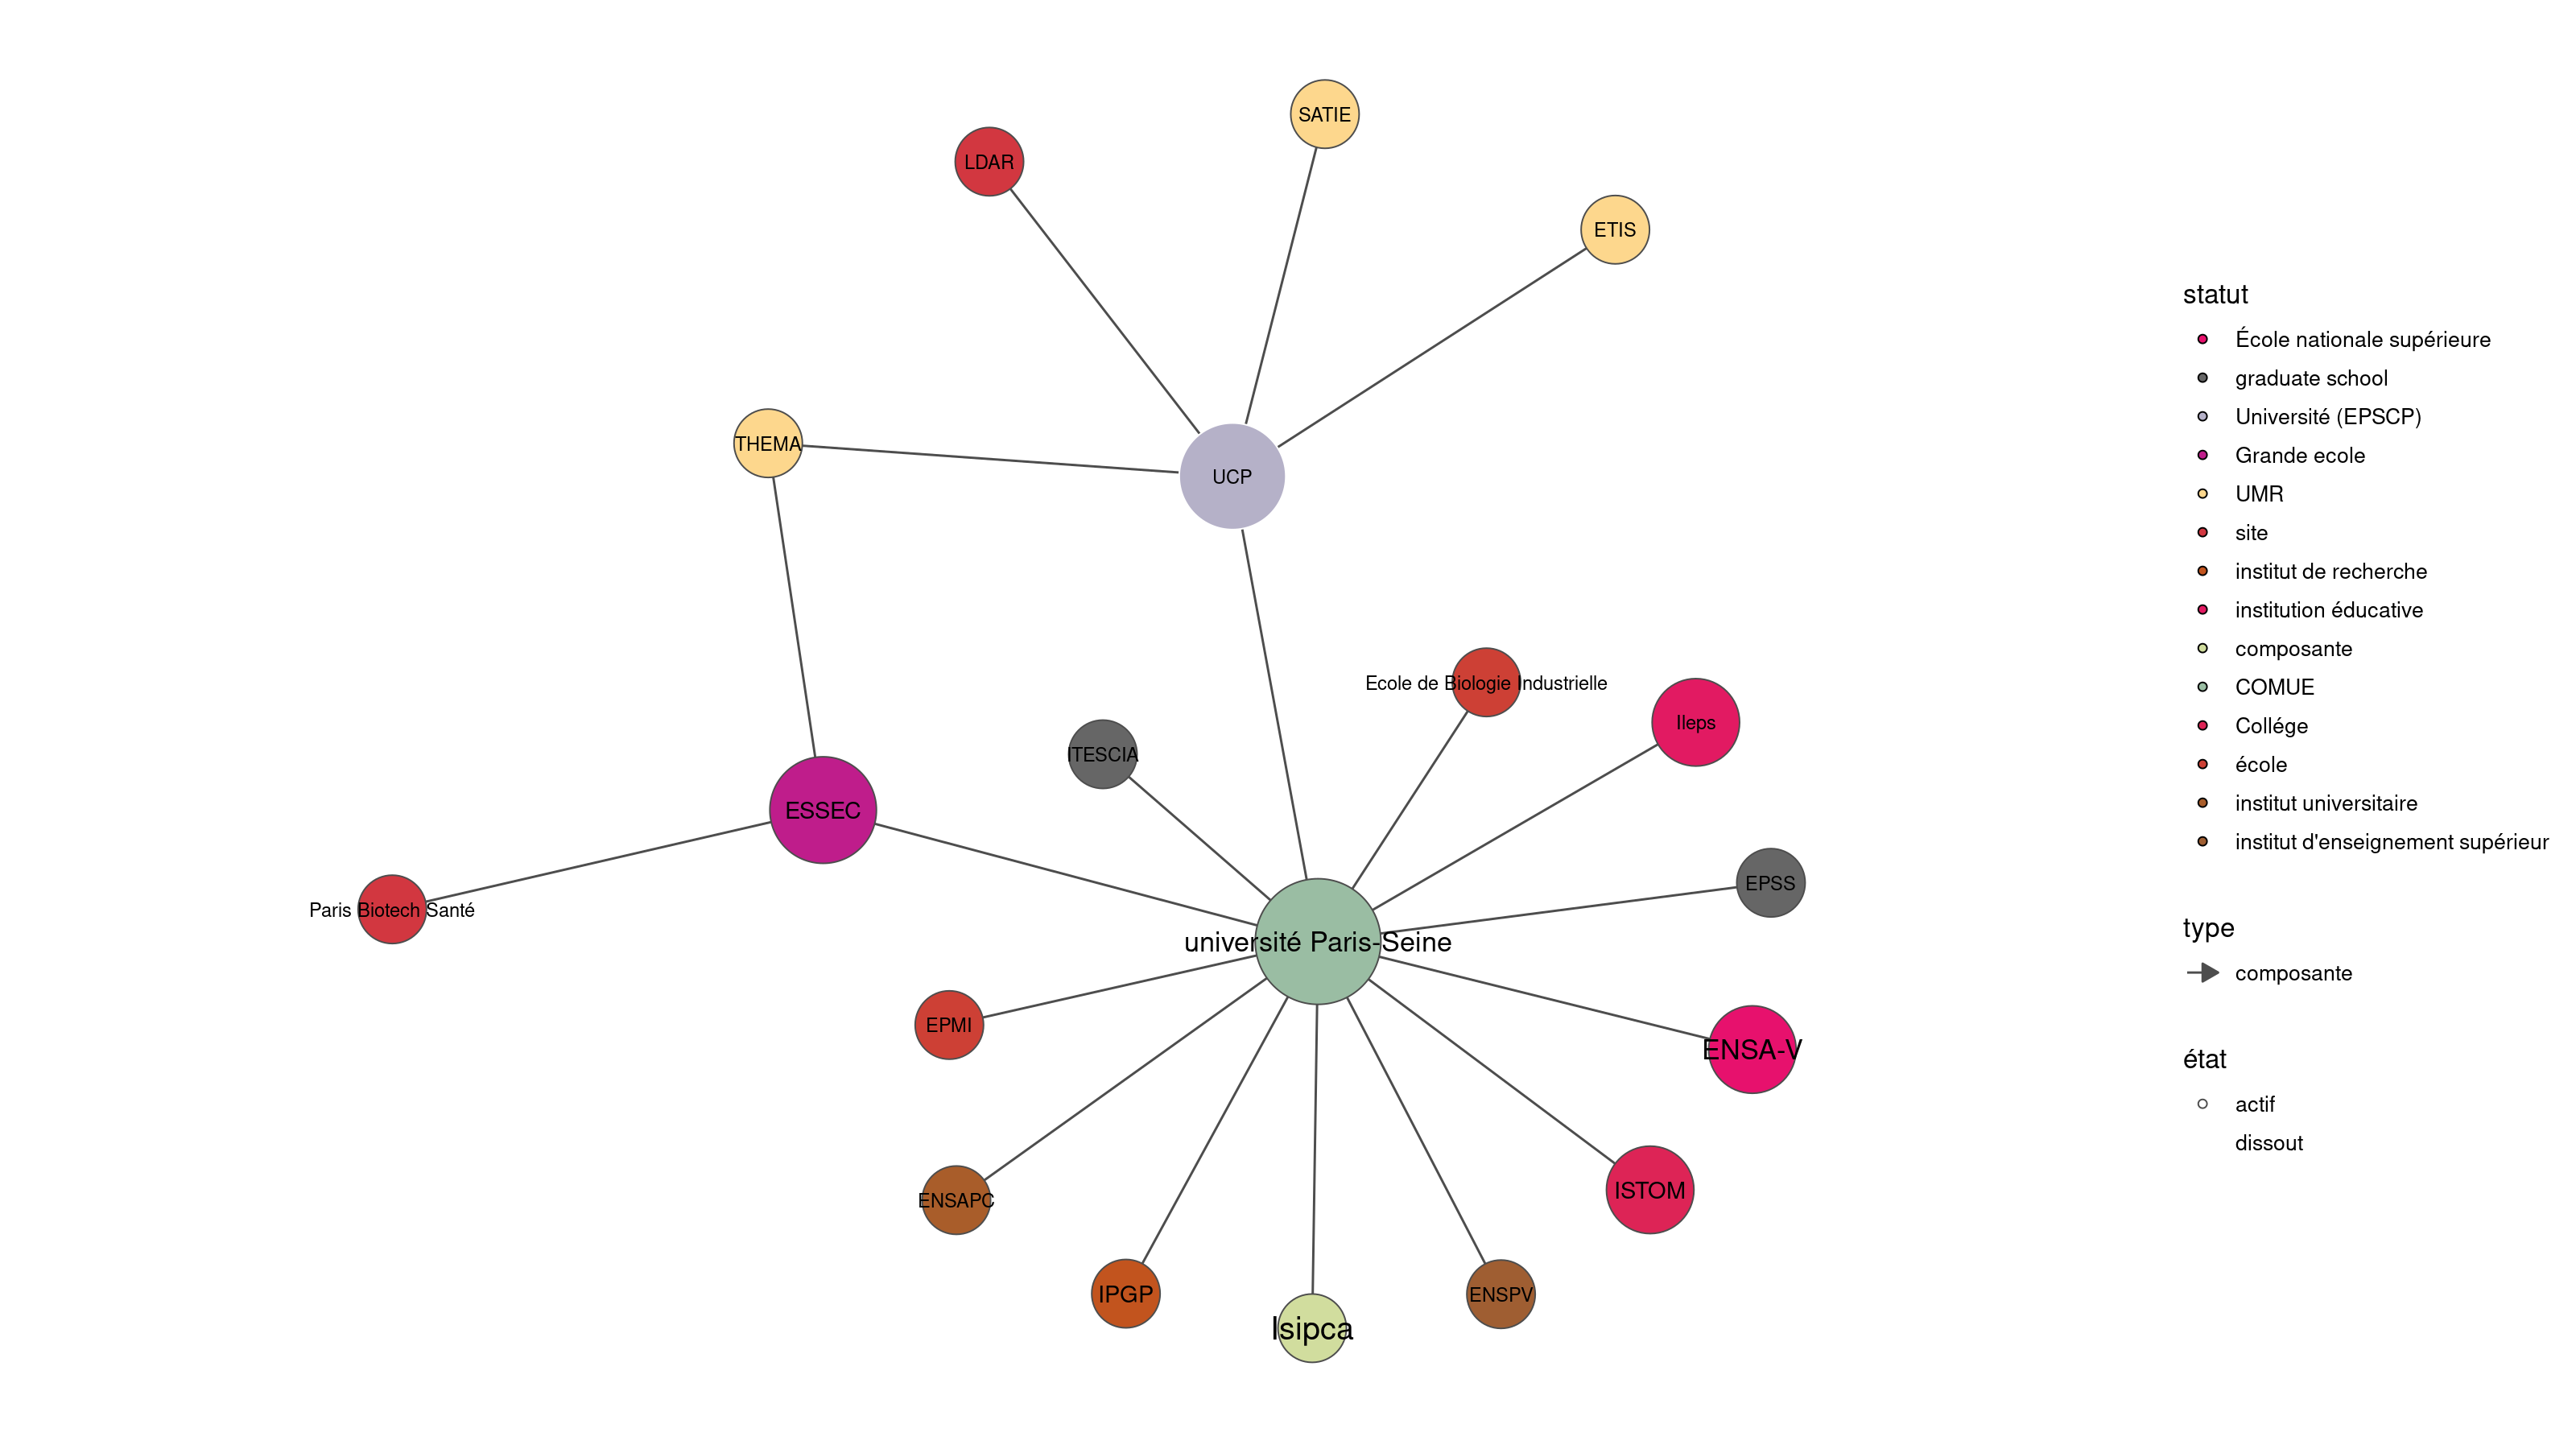 SATIE
LDAR
ETIS
THEMA
UCP
Ecole de Biologie Industrielle
Ileps
ITESCIA
ESSEC
EPSS
Paris Biotech Santé
université Paris-Seine
EPMI
ENSA-V
ISTOM
ENSAPC
IPGP
Isipca
ENSPV
statut
École nationale supérieure
graduate school
Université (EPSCP)
Grande ecole
UMR
site
institut de recherche
institution éducative
composante
COMUE
Collége
école
institut universitaire
institut d'enseignement supérieur
type
composante
état
actif
dissout